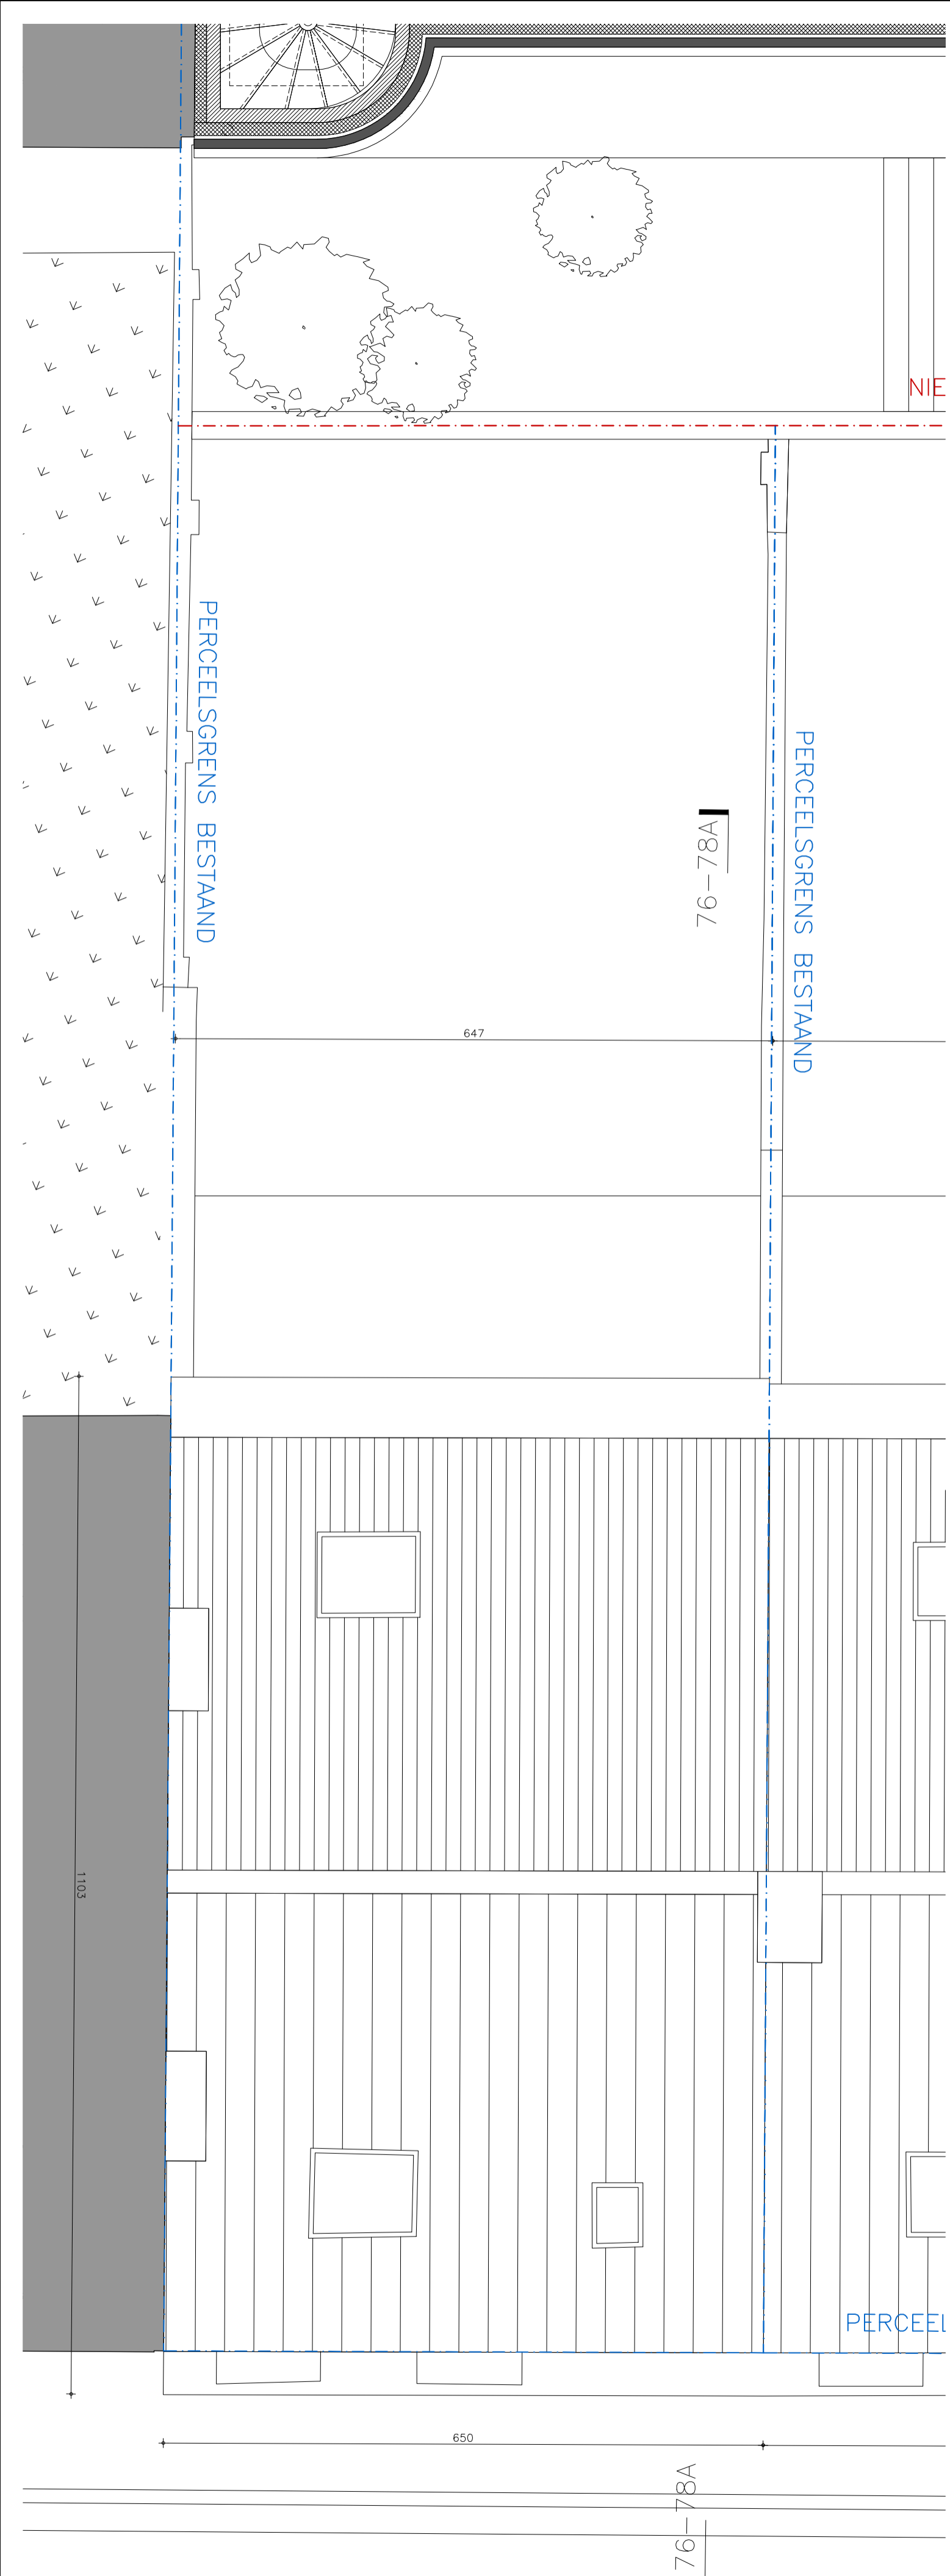 NIE
PERCEELSGRENS BESTAAND
PERCEELSGRENS BESTAAND
76-78A
647
1103
PERCEEL
650
76-78A